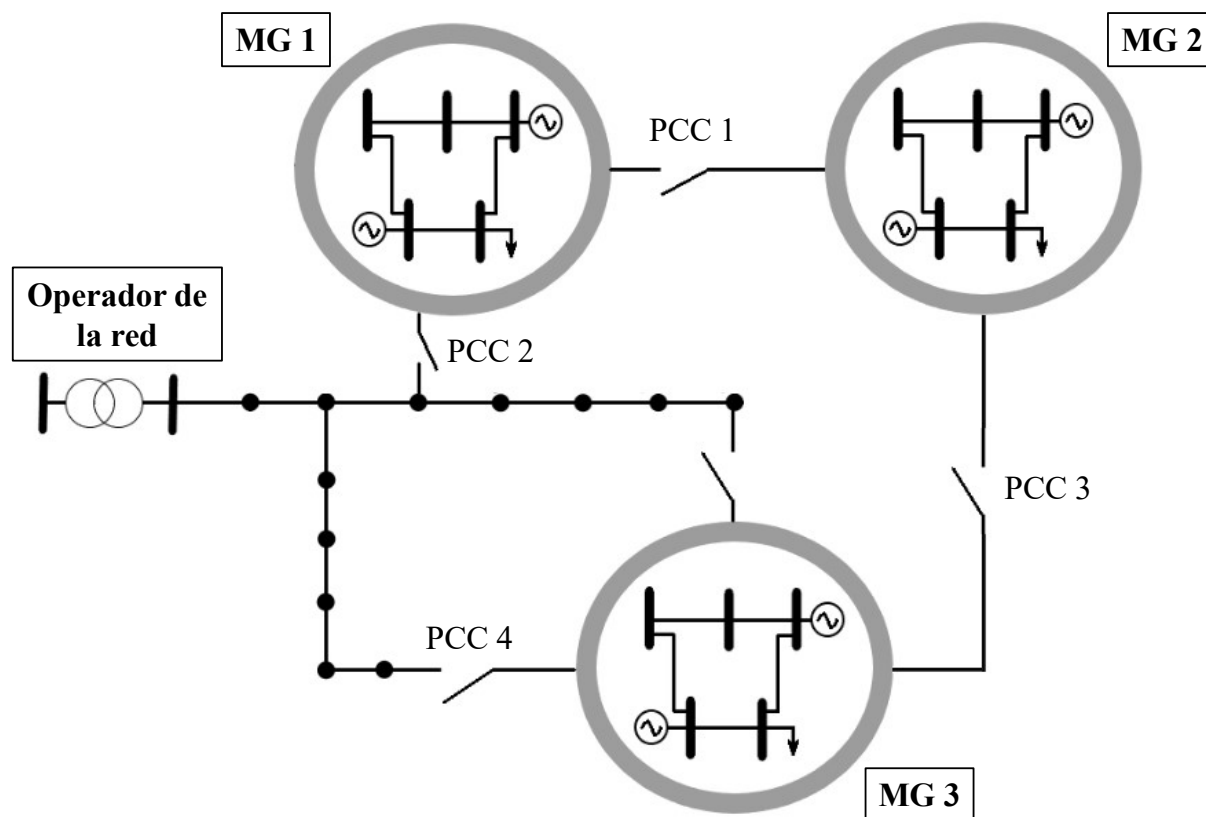 MG 1
MG 2
PCC 1
Operador de
la red
PCC 2
PCC 3
PCC 4
MG 3